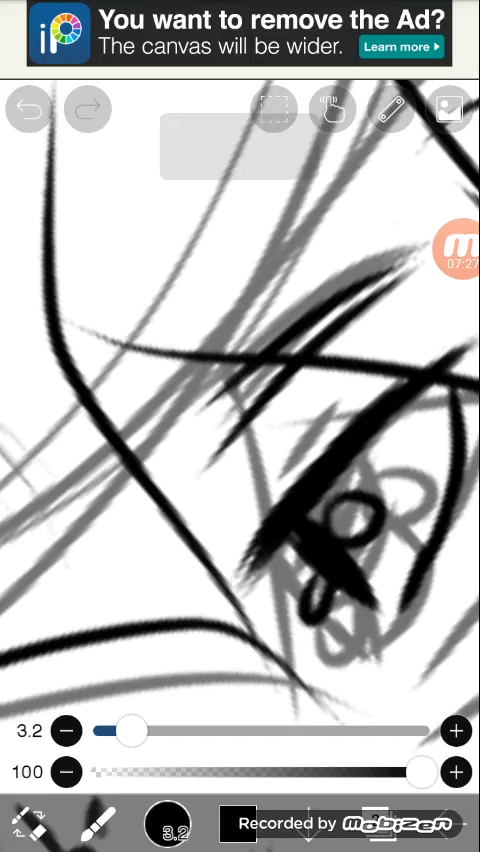 You want to remove the Ad?
iP The canvas will be wider. Learn more
07:27
3.2
100
3.2 Recorded by mobizen